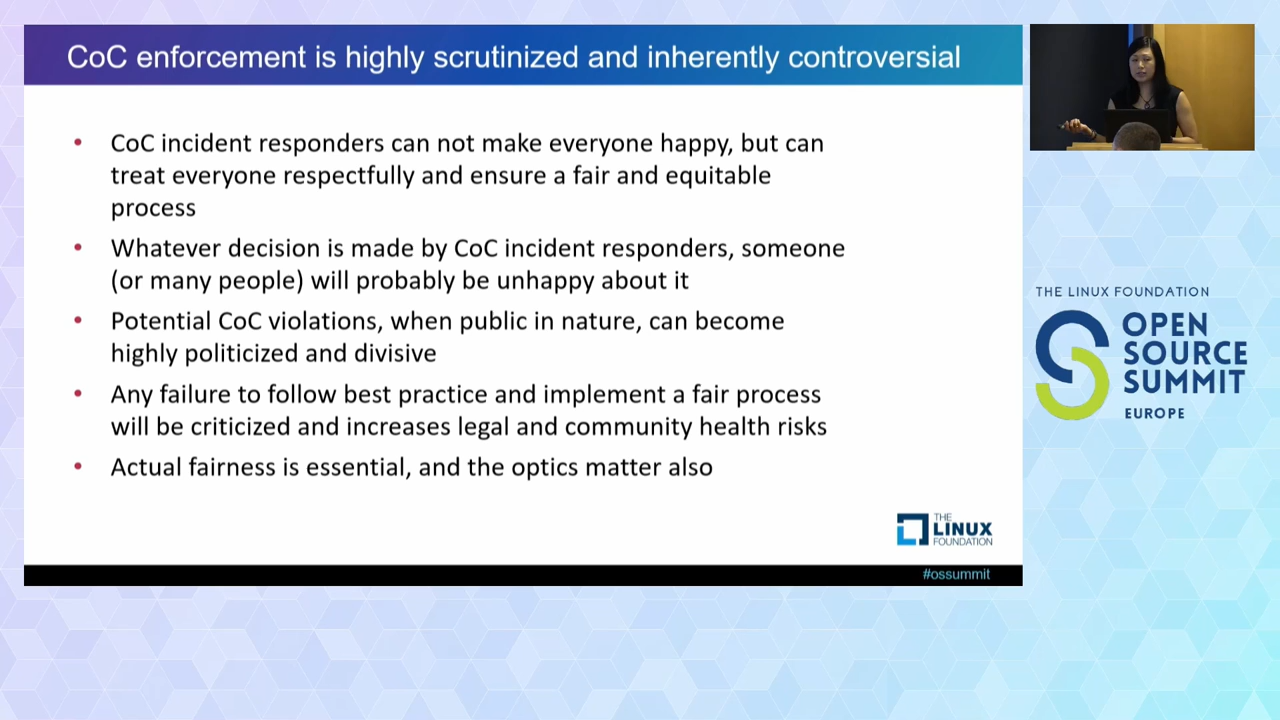 CoC enforcement is highly scrutinized and inherently controversial
• CoC incident responders can not make everyone happy, but can
treat everyone respectfully and ensure a fair and equitable
process
• Whatever decision is made by CoC incident responders, someone
(or many people) will probably be unhappy about it
• Potential CoC violations, when public in nature, can become
highly politicized and divisive
• Any failure to follow best practice and implement a fair process
will be criticized and increases legal and community health risks
• Actual fairness is essential, and the optics matter also
THE
LINUX
FOUNDATION
#ossummit
THE LINUX FOUNDATION
OPEN
SOURCE
SUMMIT
EUROPE